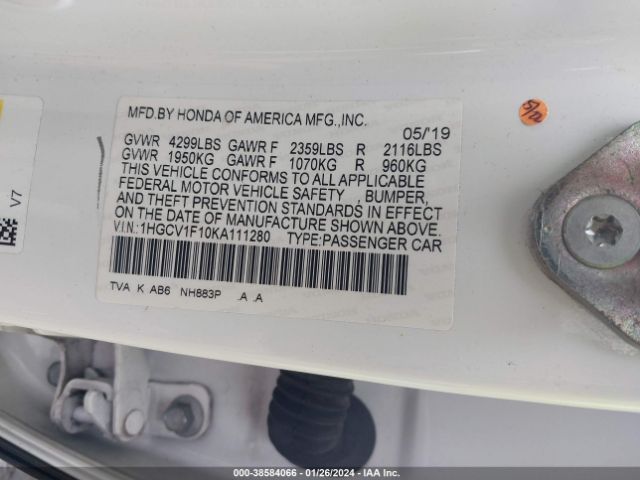 MFD.BY HONDA OF AMERICA MFG.,INC.
05/'19
GVWR 4299LBS GAWR F 2359LBS R 2116LBS
GVWR 1950KG GAWR F 1070KG R 960KG
THIS VEHICLE CONFORMS TO ALL APPLICABLE
FEDERAL MOTOR VEHICLE SAFETY , BUMPER,
AND THEFT PREVENTION STANDARDS IN EFFECT
ON THE DATE OF MANUFACTURE SHOWN ABOVE.
V.I.N.:1HGCV1F10KA111280 TYPE:PASSENGER CAR
TVA K AB6 NH883P .A .A
V7
000-38584066 | 01/26/2024 | IAA Inc.